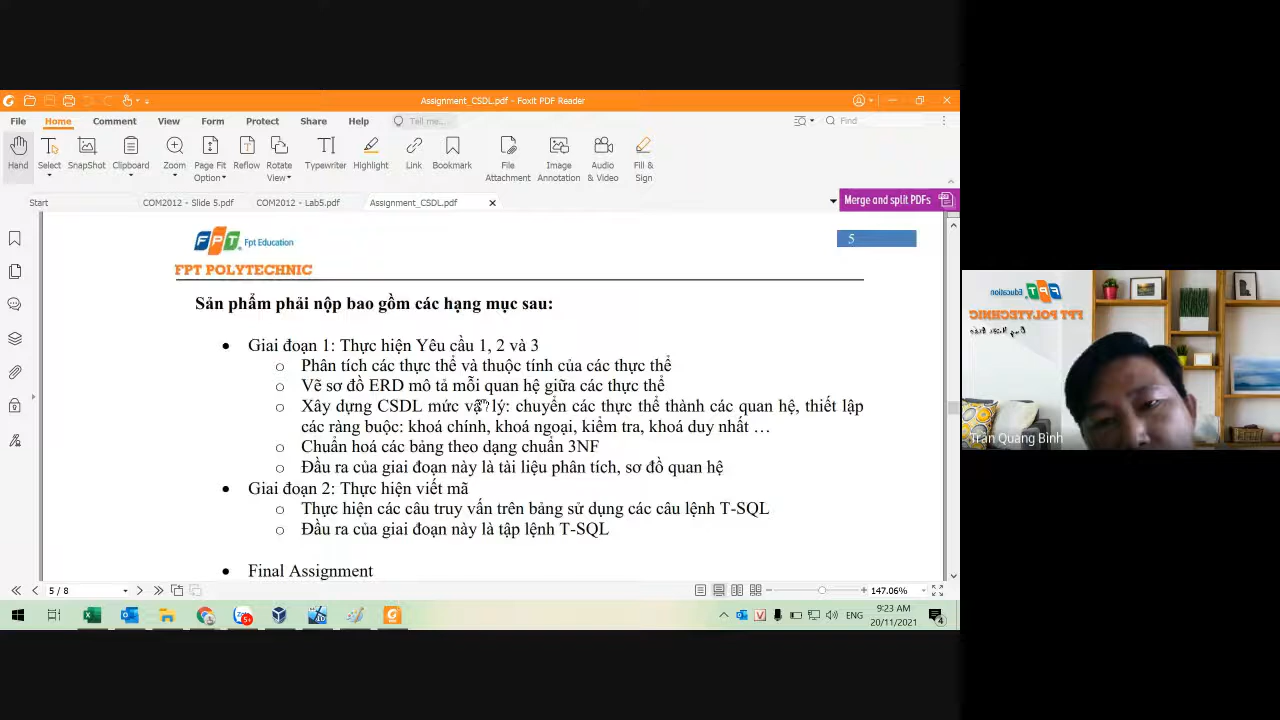 Assignment_CSDL.pdf - Foxit PDF Reader
File Home Comment View Form Protect Share Help Tell me... Find
Hand Select SnapShot Clipboard Zoom Page Fit Option Reflow Rotate View Typewriter Highlight Link Bookmark File Attachment Image Annotation Audio & Video Fill & Sign
Start COM2012 - Slide 5.pdf COM2012 - Lab5.pdf Assignment_CSDL.pdf Merge and split PDFs
FPT Fpt Education
5
FPT POLYTECHNIC
Sản phẩm phải nộp bao gồm các hạng mục sau:
• Giai đoạn 1: Thực hiện Yêu cầu 1, 2 và 3
o Phân tích các thực thể và thuộc tính của các thực thể
o Vẽ sơ đồ ERD mô tả mỗi quan hệ giữa các thực thể
o Xây dựng CSDL mức vật lý: chuyển các thực thể thành các quan hệ, thiết lập
các ràng buộc: khoá chính, khoá ngoại, kiểm tra, khoá duy nhất …
o Chuẩn hoá các bảng theo dạng chuẩn 3NF
o Đầu ra của giai đoạn này là tài liệu phân tích, sơ đồ quan hệ
• Giai đoạn 2: Thực hiện viết mã
o Thực hiện các câu truy vấn trên bảng sử dụng các câu lệnh T-SQL
o Đầu ra của giai đoạn này là tập lệnh T-SQL
• Final Assignment
5 / 8
147.06%
5+
ENG
9:23 AM
20/11/2021
4
FPT Education
FPT POLYTECHNIC
Tran Quang Binh